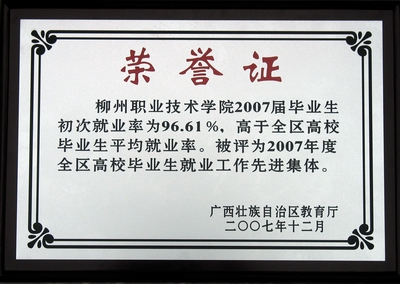 荣誉证
柳州职业技术学院2007届毕业生
初次就业率为96.61%，高于全区高校
毕业生平均就业率。被评为2007年度
全区高校毕业生就业工作先进集体。
广西壮族自治区教育厅
二〇〇七年十二月